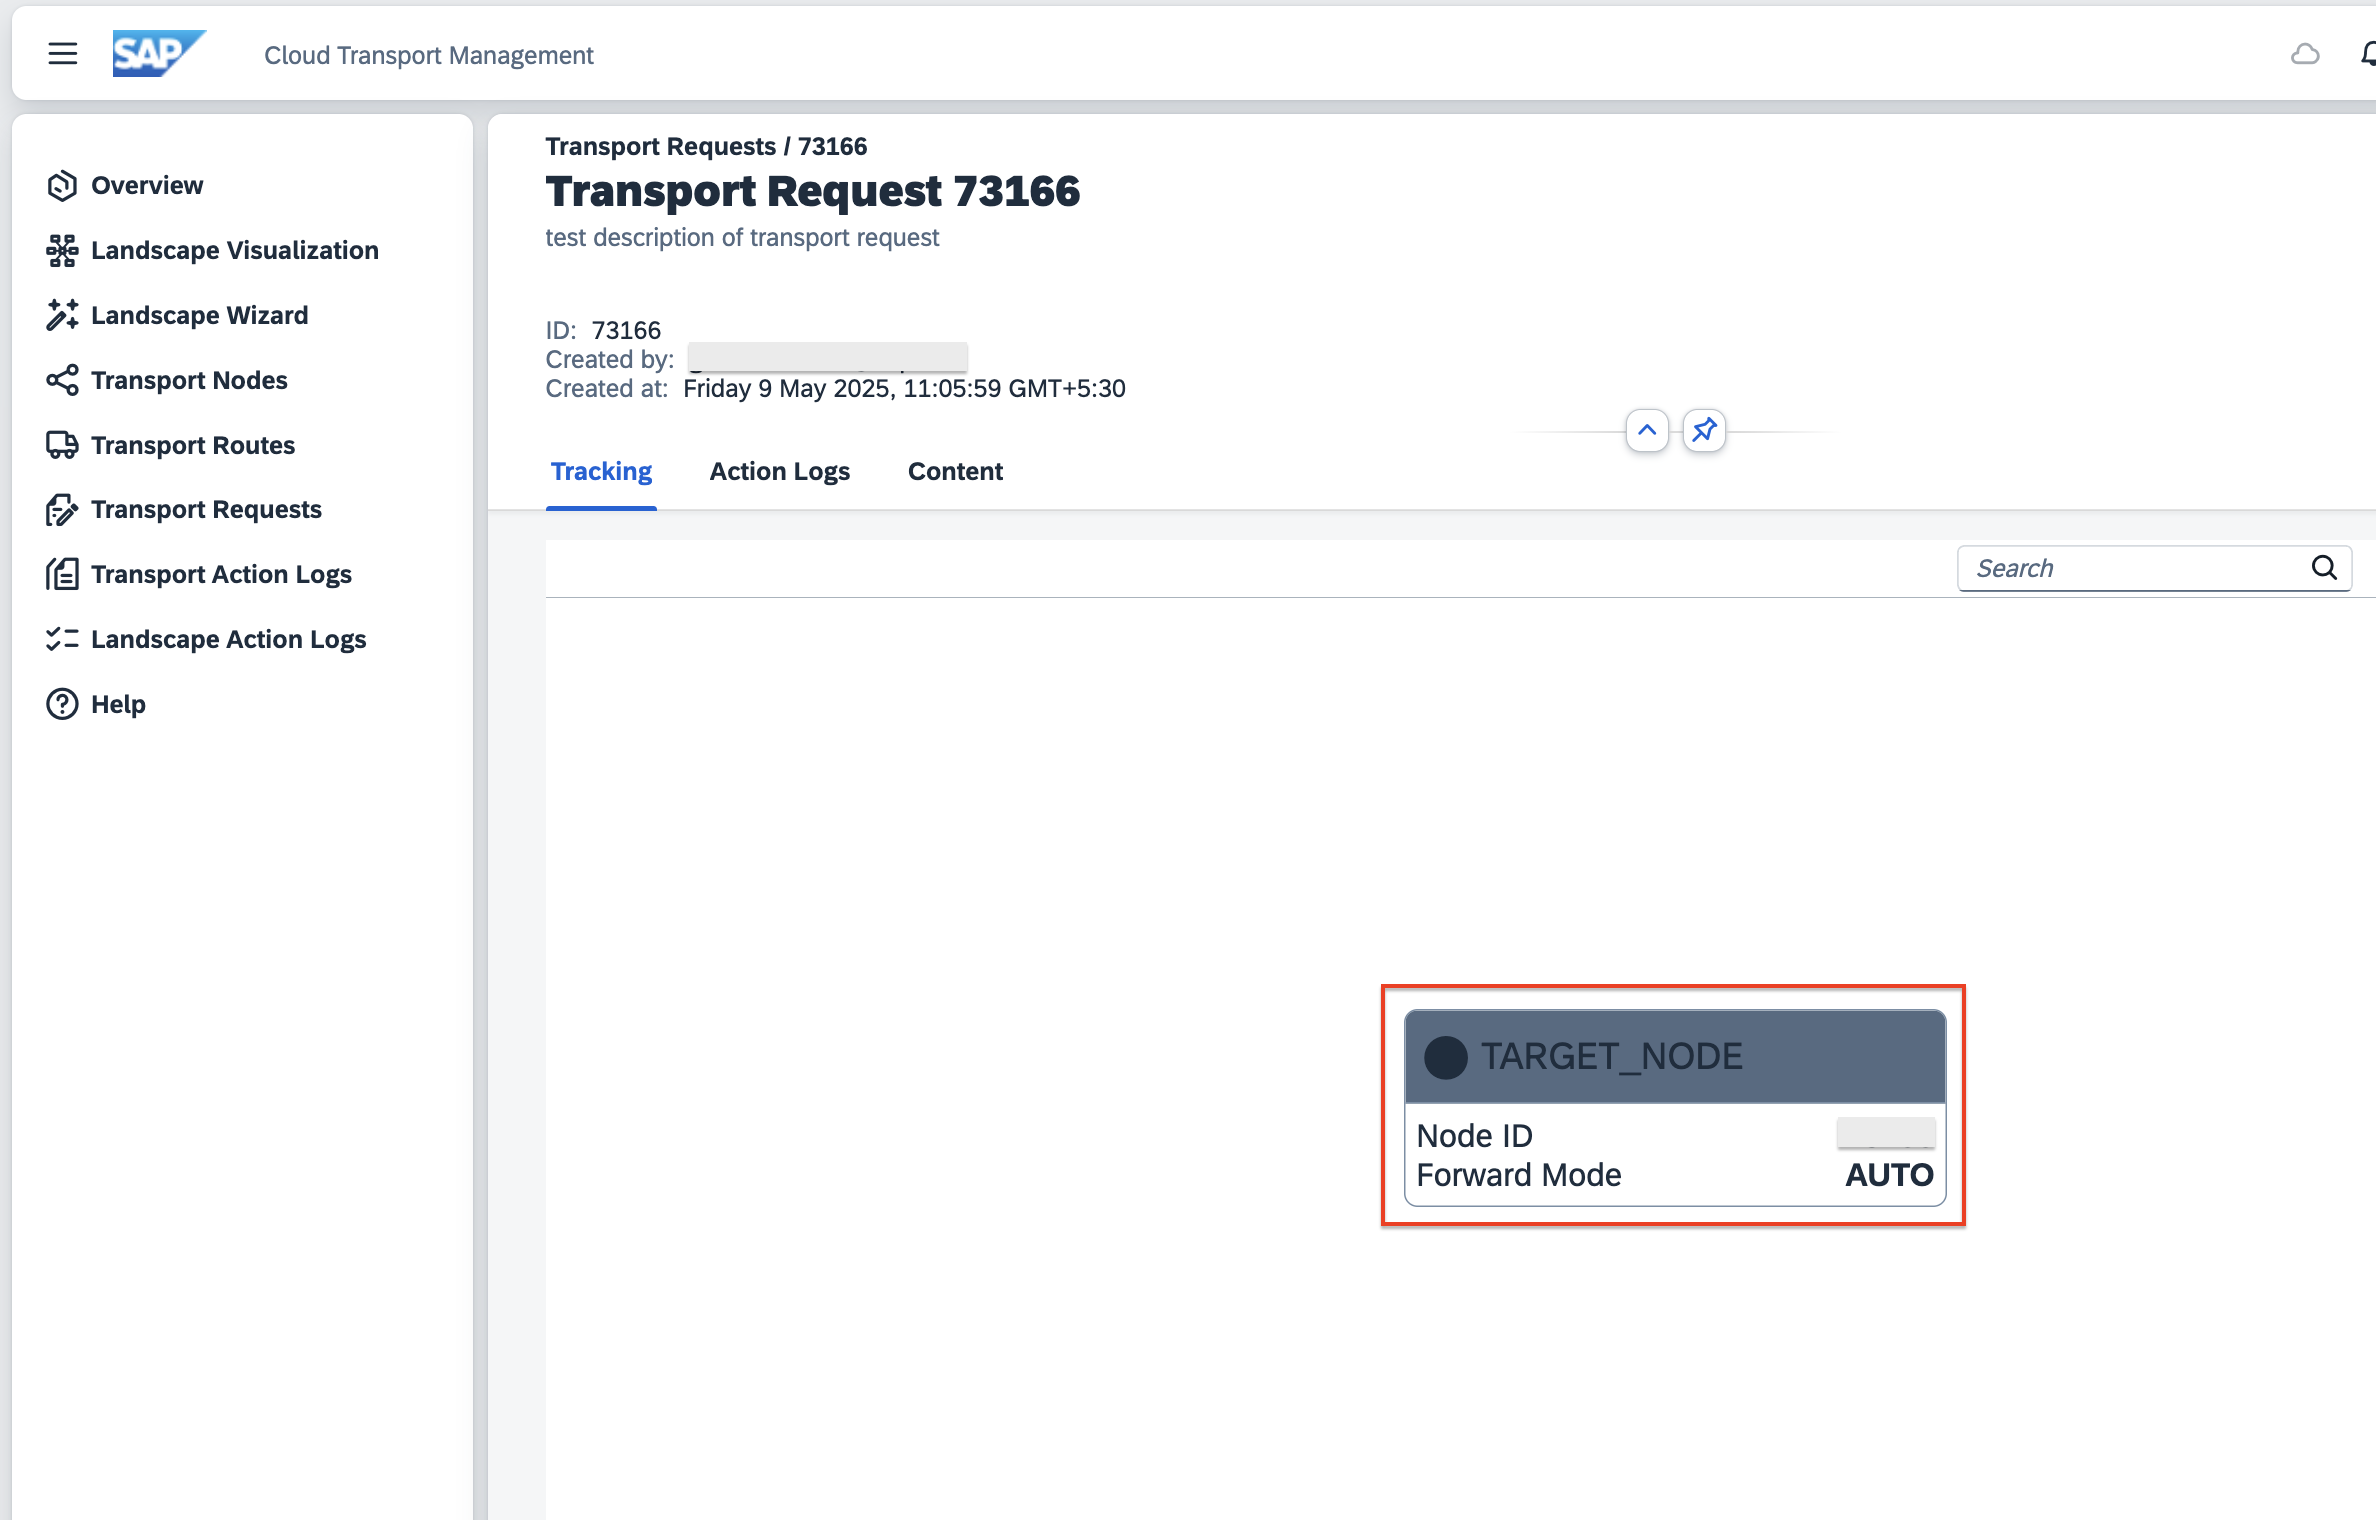 SAP
Cloud Transport Management
Overview
Landscape Visualization
Landscape Wizard
Transport Nodes
Transport Routes
Transport Requests
Transport Action Logs
Landscape Action Logs
Help
Transport Requests / 73166
Transport Request 73166
test description of transport request
ID: 73166
Created by:
Created at: Friday 9 May 2025, 11:05:59 GMT+5:30
Tracking Action Logs Content
Search
TARGET_NODE
Node ID
Forward Mode AUTO